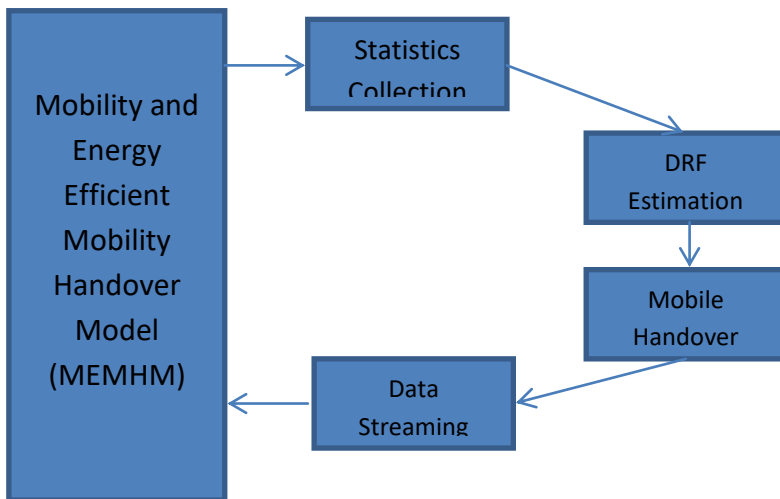 Mobility and
Energy
Efficient
Mobility
Handover
Model
(MEMHM)
Statistics
Collection
DRF
Estimation
Mobile
Handover
Data
Streaming